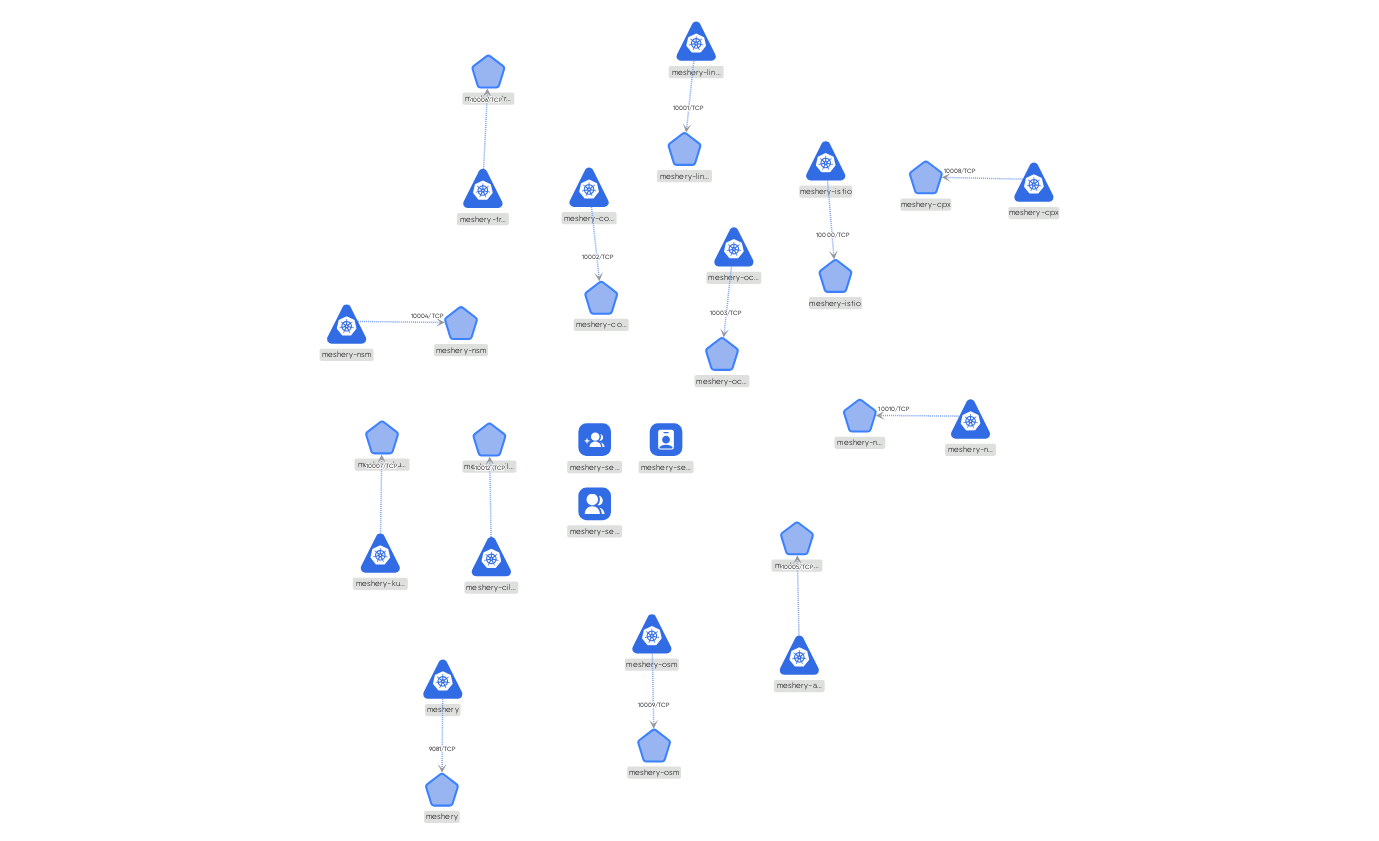 meshery-lin...
10006/TCP
10001/TCP
meshery-lin...
10008/TCP
meshery-istio
meshery-cpx
meshery-cpx
meshery-tr...
meshery-co...
10000/TCP
10002/TCP
meshery-oc...
meshery-istio
10003/TCP
10004/TCP
meshery-co...
meshery-nsm
meshery-nsm
meshery-oc...
10010/TCP
meshery-n...
meshery-n...
10007/TCP
10012/TCP
meshery-se...
meshery-se...
meshery-se...
10005/TCP
meshery-ku...
meshery-cil...
meshery-osm
meshery-a...
meshery
10009/TCP
9081/TCP
meshery-osm
meshery